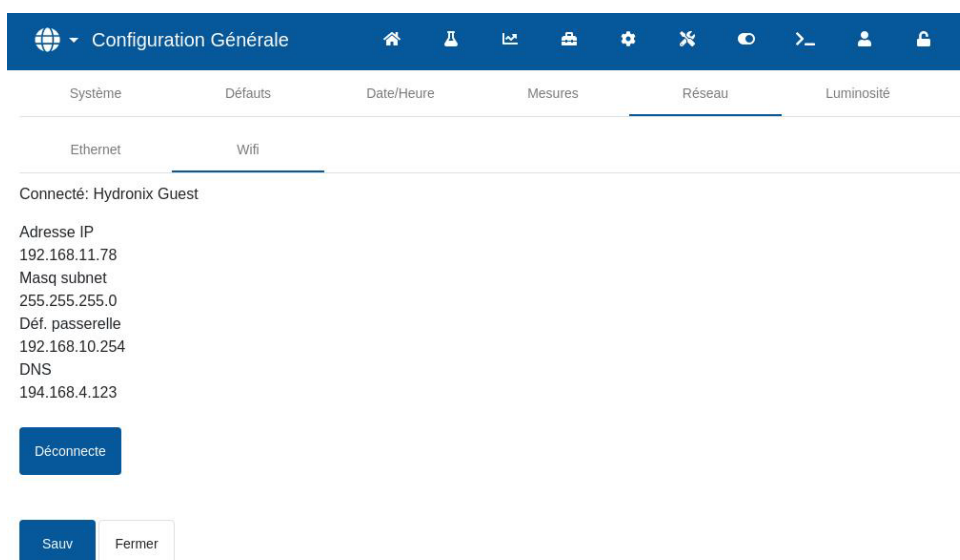 Configuration Générale
Système Défauts Date/Heure Mesures Réseau Luminosité
Ethernet Wifi
Connecté: Hydronix Guest
Adresse IP
192.168.11.78
Masq subnet
255.255.255.0
Déf. passerelle
192.168.10.254
DNS
194.168.4.123
Déconnecte
Sauv Fermer